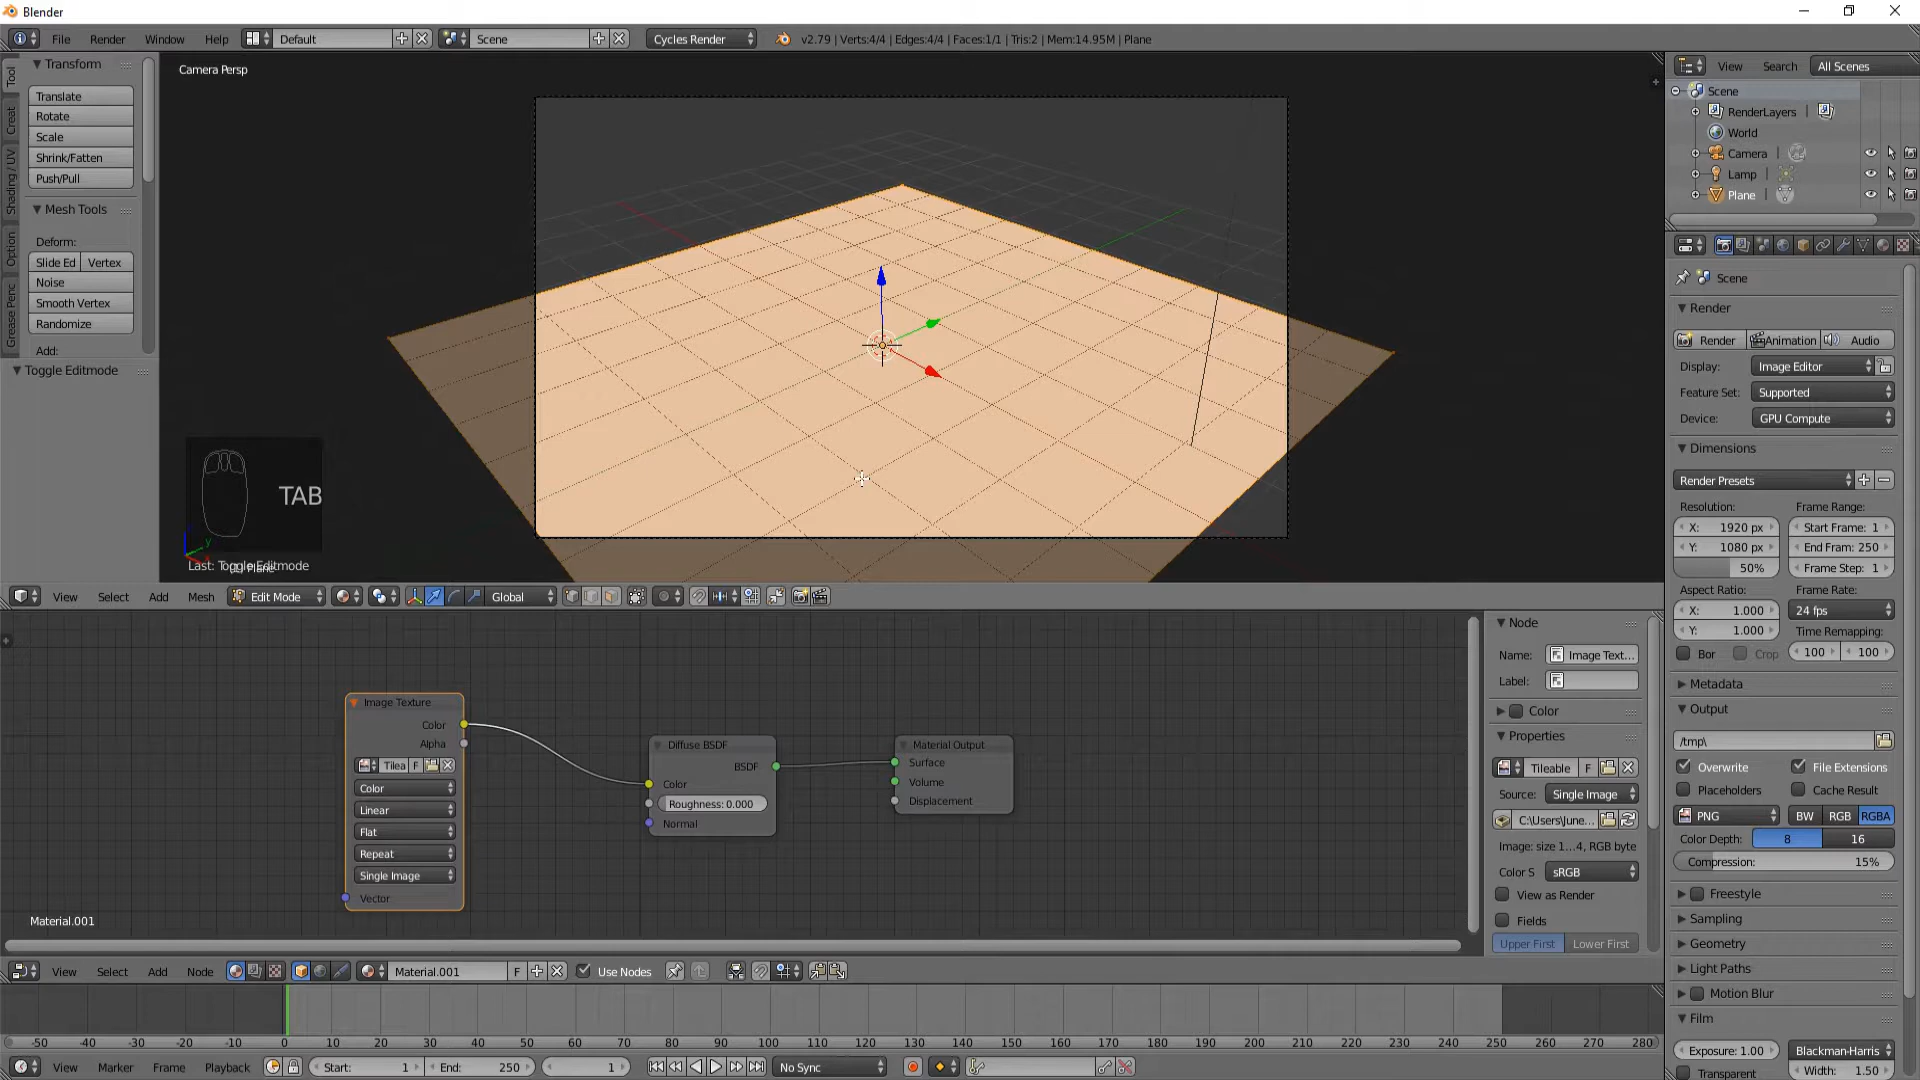 Blender
File Render Window Help Default Scene Cycles Render v2.79 | Verts:4/4 | Edges:4/4 | Faces:1/1 | Tris:2 | Mem:14.95M | Plane
Tool
Creat
Shading / UV
Option
Grease Penc
Transform
Translate
Rotate
Scale
Shrink/Fatten
Push/Pull
Mesh Tools
Deform:
Slide Ed Vertex
Noise
Smooth Vertex
Randomize
Add:
Toggle Editmode
Camera Persp
TAB
Last: Toggle Editmode
(1) Plane
View Select Add Mesh Edit Mode Global
Image Texture
Color
Alpha
Tilea F
Color
Linear
Flat
Repeat
Single Image
Vector
Diffuse BSDF
BSDF
Color
Roughness: 0.000
Normal
Material Output
Surface
Volume
Displacement
Material.001
Node
Name: Image Text...
Label:
Color
Properties
Tileable F
Source: Single Image
C:\Users\June...
Image: size 1...4, RGB byte
Color S sRGB
View as Render
Fields
Upper First Lower First
View Select Add Node Material.001 F Use Nodes
-50 -40 -30 -20 -10 0 10 20 30 40 50 60 70 80 90 100 110 120 130 140 150 160 170 180 190 200 210 220 230 240 250 260 270 280
View Marker Frame Playback Start: 1 End: 250 1 No Sync
View Search All Scenes
Scene
RenderLayers
World
Camera
Lamp
Plane
Scene
Render
Render Animation Audio
Display: Image Editor
Feature Set: Supported
Device: GPU Compute
Dimensions
Render Presets
Resolution: Frame Range:
X: 1920 px Start Frame: 1
Y: 1080 px End Fram: 250
50% Frame Step: 1
Aspect Ratio: Frame Rate:
X: 1.000 24 fps
Y: 1.000 Time Remapping:
Bor Crop 100 100
Metadata
Output
/tmp\
Overwrite File Extensions
Placeholders Cache Result
PNG BW RGB RGBA
Color Depth: 8 16
Compression: 15%
Freestyle
Sampling
Geometry
Light Paths
Motion Blur
Film
Exposure: 1.00 Blackman-Harris
Transparent Width: 1.50